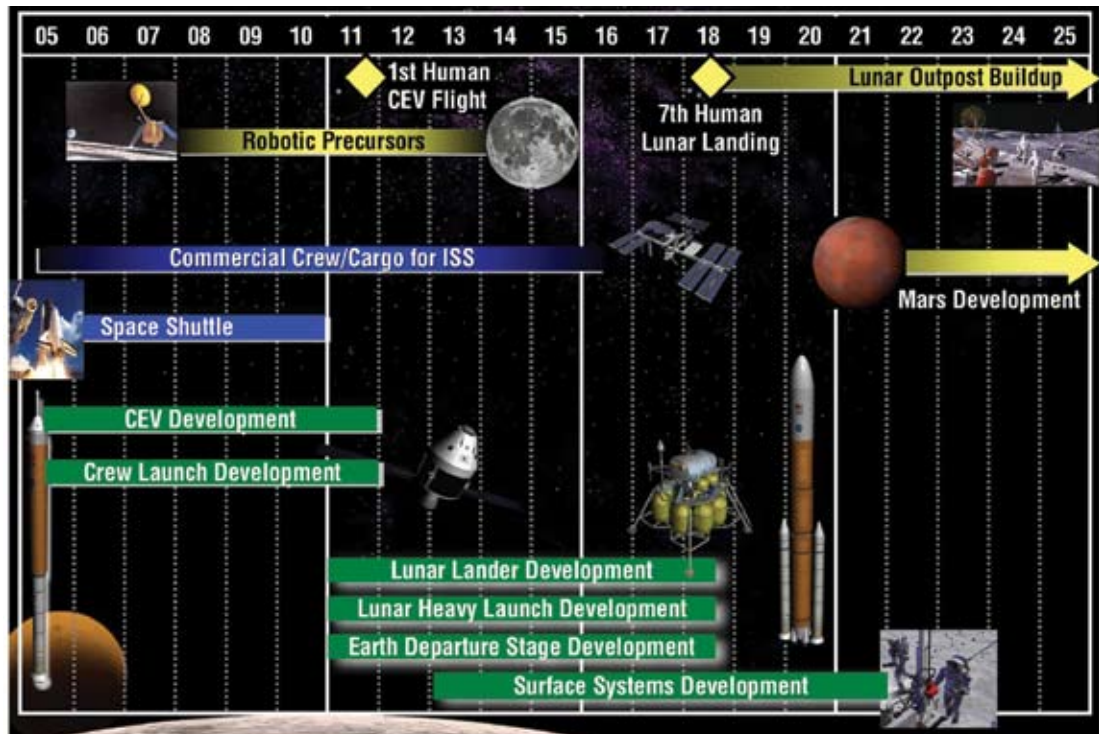 05 06 07 08 09 10 11 12 13 14 15 16 17 18 19 20 21 22 23 24 25
1st Human
CEV Flight
7th Human
Lunar Landing
Lunar Outpost Buildup
Robotic Precursors
Commercial Crew/Cargo for ISS
Mars Development
Space Shuttle
CEV Development
Crew Launch Development
Lunar Lander Development
Lunar Heavy Launch Development
Earth Departure Stage Development
Surface Systems Development